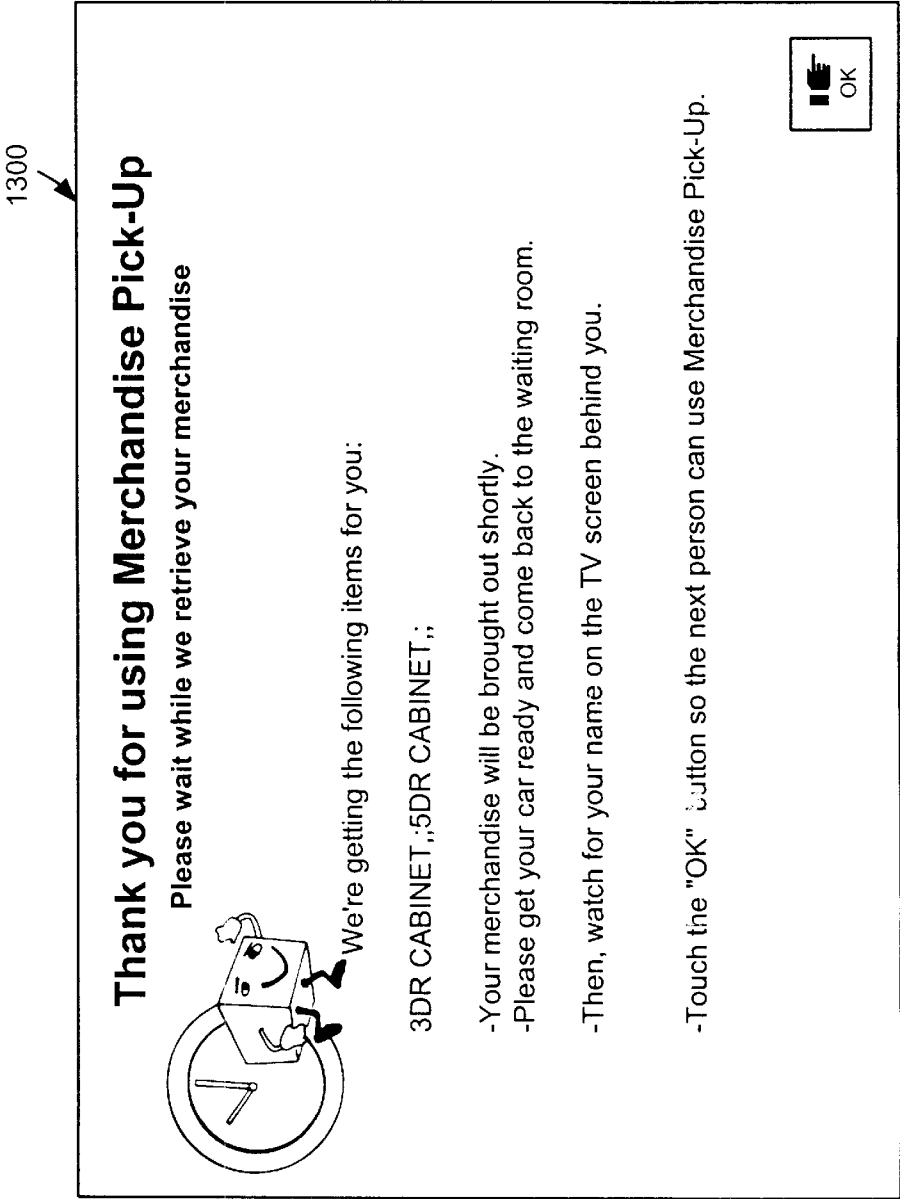 1300
Thank you for using Merchandise Pick-Up
Please wait while we retrieve your merchandise
We're getting the following items for you:
3DR CABINET,;5DR CABINET,;
-Your merchandise will be brought out shortly.
-Please get your car ready and come back to the waiting room.
-Then, watch for your name on the TV screen behind you.
-Touch the "OK" button so the next person can use Merchandise Pick-Up.
OK